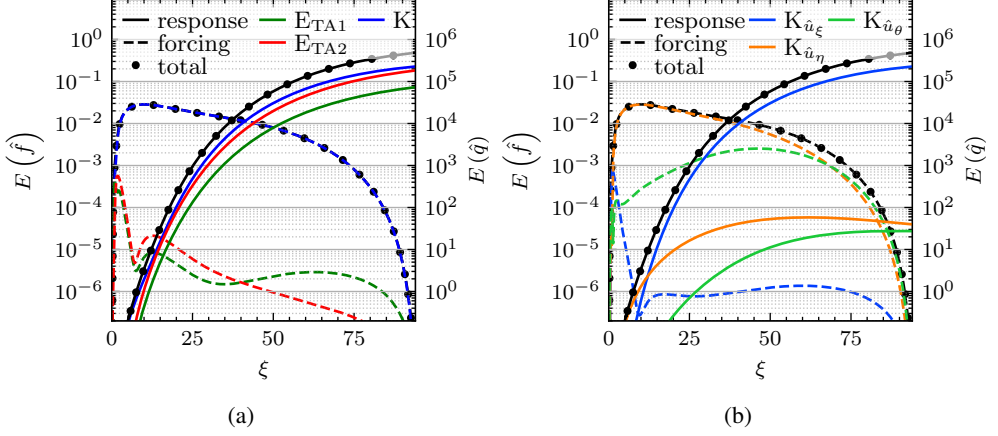 response
forcing
total
E_TA1
E_TA2
K
10^0
10^−1
10^−2
10^−3
10^−4
10^−5
10^−6
10^6
10^5
10^4
10^3
10^2
10^1
10^0
E (f̂)
E (q̂)
0 25 50 75
ξ
(a)
response
forcing
total
K_û_ξ
K_û_η
K_û_θ
10^0
10^−1
10^−2
10^−3
10^−4
10^−5
10^−6
10^6
10^5
10^4
10^3
10^2
10^1
10^0
E (f̂)
E (q̂)
0 25 50 75
ξ
(b)